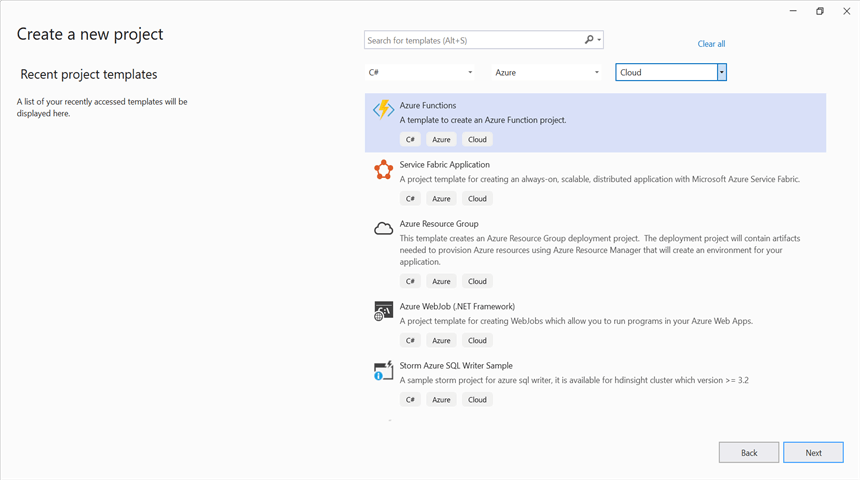 Create a new project
Recent project templates
A list of your recently accessed templates will be
displayed here.
Search for templates (Alt+S)
Clear all
C#
Azure
Cloud
Azure Functions
A template to create an Azure Function project.
C# Azure Cloud
Service Fabric Application
A project template for creating an always-on, scalable, distributed application with Microsoft Azure Service Fabric.
C# Azure Cloud
Azure Resource Group
This template creates an Azure Resource Group deployment project.  The deployment project will contain artifacts
needed to provision Azure resources using Azure Resource Manager that will create an environment for your
application.
C# Azure Cloud
Azure WebJob (.NET Framework)
A project template for creating WebJobs which allow you to run programs in your Azure Web Apps.
C# Azure Cloud
Storm Azure SQL Writer Sample
A sample storm project for azure sql writer, it is available for hdinsight cluster which version >= 3.2
C# Azure Cloud
Back
Next